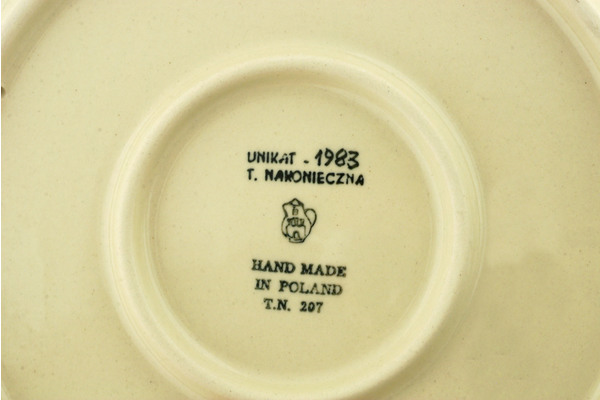 UNIKAT - 1983
T. NAKONIECZNA
HAND MADE
IN POLAND
T.N. 207